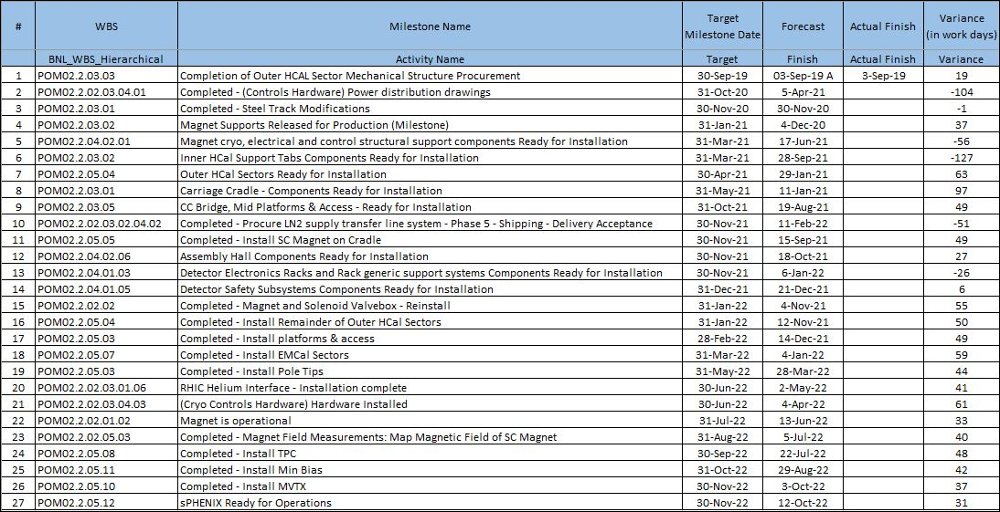 # WBS Milestone Name Target Milestone Date Forecast Actual Finish Variance (in work days)
BNL_WBS_Hierarchical Activity Name Target Finish Actual Finish Variance
1 POM02.2.03.03 Completion of Outer HCAL Sector Mechanical Structure Procurement 30-Sep-19 03-Sep-19 A 3-Sep-19 19
2 POM02.2.02.03.04.01 Completed - (Controls Hardware) Power distribution drawings 31-Oct-20 5-Apr-21 -104
3 POM02.2.03.01 Completed - Steel Track Modifications 30-Nov-20 30-Nov-20 -1
4 POM02.2.03.02 Magnet Supports Released for Production (Milestone) 31-Jan-21 4-Dec-20 37
5 POM02.2.04.02.01 Magnet cryo, electrical and control structural support components Ready for Installation 31-Mar-21 17-Jun-21 -56
6 POM02.2.03.02 Inner HCal Support Tabs Components Ready for Installation 31-Mar-21 28-Sep-21 -127
7 POM02.2.05.04 Outer HCal Sectors Ready for Installation 30-Apr-21 29-Jan-21 63
8 POM02.2.03.01 Carriage Cradle - Components Ready for Installation 31-May-21 11-Jan-21 97
9 POM02.2.03.05 CC Bridge, Mid Platforms & Access - Ready for Installation 31-Oct-21 19-Aug-21 49
10 POM02.2.02.03.02.04.02 Completed - Procure LN2 supply transfer line system - Phase 5 - Shipping - Delivery Acceptance 30-Nov-21 11-Feb-22 -51
11 POM02.2.05.05 Completed - Install SC Magnet on Cradle 30-Nov-21 15-Sep-21 49
12 POM02.2.04.02.06 Assembly Hall Components Ready for Installation 30-Nov-21 18-Oct-21 27
13 POM02.2.04.01.03 Detector Electronics Racks and Rack generic support systems Components Ready for Installation 30-Nov-21 6-Jan-22 -26
14 POM02.2.04.01.05 Detector Safety Subsystems Components Ready for Installation 31-Dec-21 21-Dec-21 6
15 POM02.2.02.02.02 Completed - Magnet and Solenoid Valvebox - Reinstall 31-Jan-22 4-Nov-21 55
16 POM02.2.05.04 Completed - Install Remainder of Outer HCal Sectors 31-Jan-22 12-Nov-21 50
17 POM02.2.05.03 Completed - Install platforms & access 28-Feb-22 14-Dec-21 49
18 POM02.2.05.07 Completed - Install EMCal Sectors 31-Mar-22 4-Jan-22 59
19 POM02.2.05.03 Completed - Install Pole Tips 31-May-22 28-Mar-22 44
20 POM02.2.02.03.01.06 RHIC Helium Interface - Installation complete 30-Jun-22 2-May-22 41
21 POM02.2.02.03.04.03 (Cryo Controls Hardware) Hardware Installed 30-Jun-22 4-Apr-22 61
22 POM02.2.02.01.02 Magnet is operational 31-Jul-22 13-Jun-22 33
23 POM02.2.02.05.03 Completed - Magnet Field Measurements: Map Magnetic Field of SC Magnet 31-Aug-22 5-Jul-22 40
24 POM02.2.05.08 Completed - Install TPC 30-Sep-22 22-Jul-22 48
25 POM02.2.05.11 Completed - Install Min Bias 31-Oct-22 29-Aug-22 42
26 POM02.2.05.10 Completed - Install MVTX 30-Nov-22 3-Oct-22 37
27 POM02.2.05.12 sPHENIX Ready for Operations 30-Nov-22 12-Oct-22 31